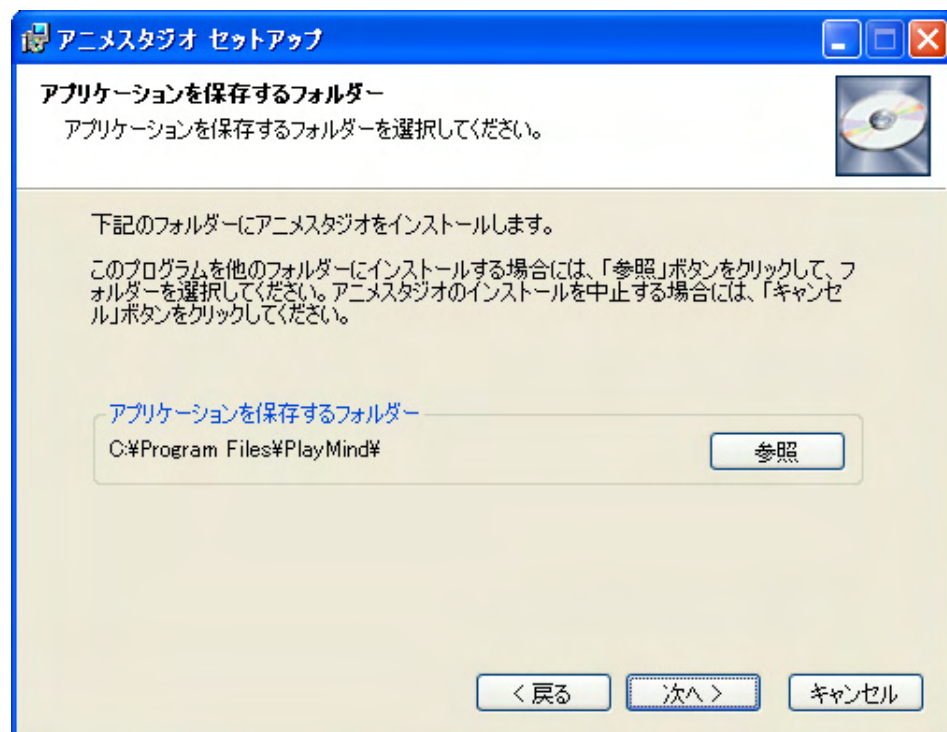 アニメスタジオ セットアップ
アプリケーションを保存するフォルダー
アプリケーションを保存するフォルダーを選択してください。
下記のフォルダーにアニメスタジオをインストールします。
このプログラムを他のフォルダーにインストールする場合には、「参照」ボタンをクリックして、フ
ォルダーを選択してください。アニメスタジオのインストールを中止する場合には、「キャンセ
ル」ボタンをクリックしてください。
アプリケーションを保存するフォルダー
C:¥Program Files¥PlayMind¥
参照
< 戻る
次へ >
キャンセル